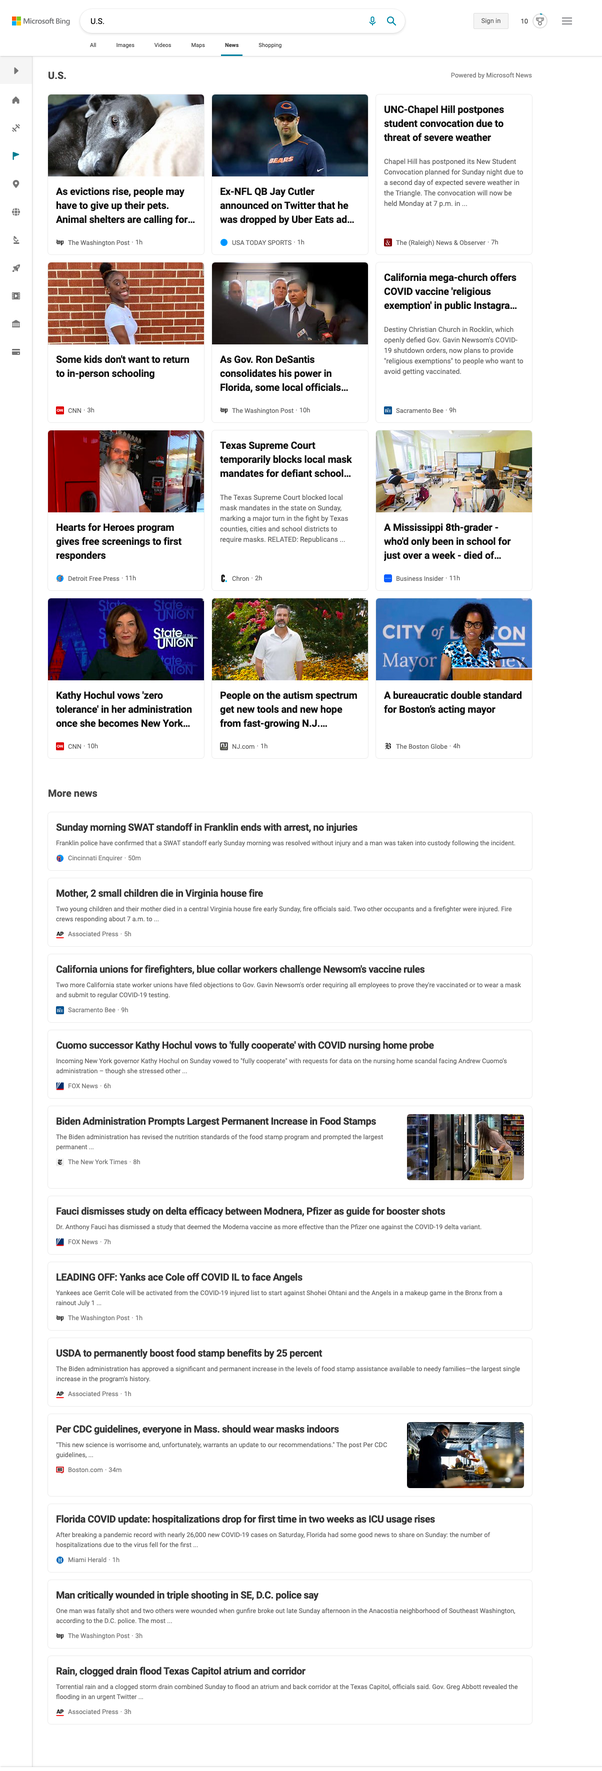 Microsoft Bing
U.S.
Sign in
10
All
Images
Videos
Maps
News
Shopping
U.S.
Powered by Microsoft News
As evictions rise, people may
have to give up their pets.
Animal shelters are calling for...
The Washington Post · 1h
BEARS
Ex-NFL QB Jay Cutler
announced on Twitter that he
was dropped by Uber Eats ad...
USA TODAY SPORTS · 1h
UNC-Chapel Hill postpones
student convocation due to
threat of severe weather
Chapel Hill has postponed its New Student
Convocation planned for Sunday night due to
a second day of expected severe weather in
the Triangle. The convocation will now be
held Monday at 7 p.m. in ...
The (Raleigh) News & Observer · 7h
Some kids don't want to return
to in-person schooling
CNN · 3h
As Gov. Ron DeSantis
consolidates his power in
Florida, some local officials...
The Washington Post · 10h
California mega-church offers
COVID vaccine 'religious
exemption' in public Instagra...
Destiny Christian Church in Rocklin, which
openly defied Gov. Gavin Newsom's COVID-
19 shutdown orders, now plans to provide
"religious exemptions" to people who want to
avoid getting vaccinated.
Sacramento Bee · 9h
Hearts for Heroes program
gives free screenings to first
responders
Detroit Free Press · 11h
Texas Supreme Court
temporarily blocks local mask
mandates for defiant school...
The Texas Supreme Court blocked local
mask mandates in the state on Sunday,
marking a major turn in the fight by Texas
counties, cities and school districts to
require masks. RELATED: Republicans ...
Chron · 2h
A Mississippi 8th-grader -
who'd only been in school for
just over a week - died of...
Business Insider · 11h
State
UNION
State
UNION
Kathy Hochul vows 'zero
tolerance' in her administration
once she becomes New York...
CNN · 10h
People on the autism spectrum
get new tools and new hope
from fast-growing N.J....
NJ.com · 1h
CITY of
TON
Mayor
A bureaucratic double standard
for Boston's acting mayor
The Boston Globe · 4h
More news
Sunday morning SWAT standoff in Franklin ends with arrest, no injuries
Franklin police have confirmed that a SWAT standoff early Sunday morning was resolved without injury and a man was taken into custody following the incident.
Cincinnati Enquirer · 50m
Mother, 2 small children die in Virginia house fire
Two young children and their mother died in a central Virginia house fire early Sunday, fire officials said. Two other occupants and a firefighter were injured. Fire
crews responding about 7 a.m. to ...
AP Associated Press · 5h
California unions for firefighters, blue collar workers challenge Newsom's vaccine rules
Two more California state worker unions have filed objections to Gov. Gavin Newsom's order requiring all employees to prove they're vaccinated or to wear a mask
and submit to regular COVID-19 testing.
Sacramento Bee · 9h
Cuomo successor Kathy Hochul vows to 'fully cooperate' with COVID nursing home probe
Incoming New York governor Kathy Hochul on Sunday vowed to "fully cooperate" with requests for data on the nursing home scandal facing Andrew Cuomo's
administration – though she stressed other ...
FOX News · 6h
Biden Administration Prompts Largest Permanent Increase in Food Stamps
The Biden administration has revised the nutrition standards of the food stamp program and prompted the largest
permanent ...
The New York Times · 8h
Fauci dismisses study on delta efficacy between Modnera, Pfizer as guide for booster shots
Dr. Anthony Fauci has dismissed a study that deemed the Moderna vaccine as more effective than the Pfizer one against the COVID-19 delta variant.
FOX News · 7h
LEADING OFF: Yanks ace Cole off COVID IL to face Angels
Yankees ace Gerrit Cole will be activated from the COVID-19 injured list to start against Shohei Ohtani and the Angels in a makeup game in the Bronx from a
rainout July 1 ...
The Washington Post · 1h
USDA to permanently boost food stamp benefits by 25 percent
The Biden administration has approved a significant and permanent increase in the levels of food stamp assistance available to needy families—the largest single
increase in the program's history.
AP Associated Press · 1h
Per CDC guidelines, everyone in Mass. should wear masks indoors
"This new science is worrisome and, unfortunately, warrants an update to our recommendations." The post Per CDC
guidelines, ...
Boston.com · 34m
Florida COVID update: hospitalizations drop for first time in two weeks as ICU usage rises
After breaking a pandemic record with nearly 26,000 new COVID-19 cases on Saturday, Florida had some good news to share on Sunday: the number of
hospitalizations due to the virus fell for the first ...
Miami Herald · 1h
Man critically wounded in triple shooting in SE, D.C. police say
One man was fatally shot and two others were wounded when gunfire broke out late Sunday afternoon in the Anacostia neighborhood of Southeast Washington,
according to the D.C. police. The most ...
The Washington Post · 3h
Rain, clogged drain flood Texas Capitol atrium and corridor
Torrential rain and a clogged storm drain combined Sunday to flood an atrium and back corridor at the Texas Capitol, officials said. Gov. Greg Abbott revealed the
flooding in an urgent Twitter ...
AP Associated Press · 3h